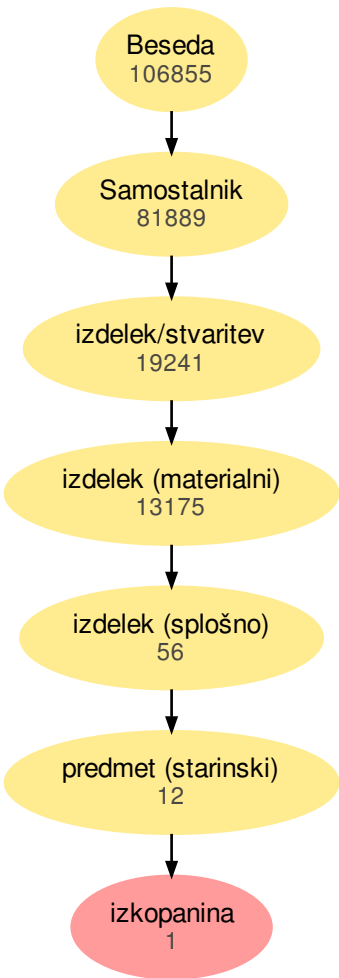 Beseda
106855
Samostalnik
81889
izdelek/stvaritev
19241
izdelek (materialni)
13175
izdelek (splošno)
56
predmet (starinski)
12
izkopanina
1